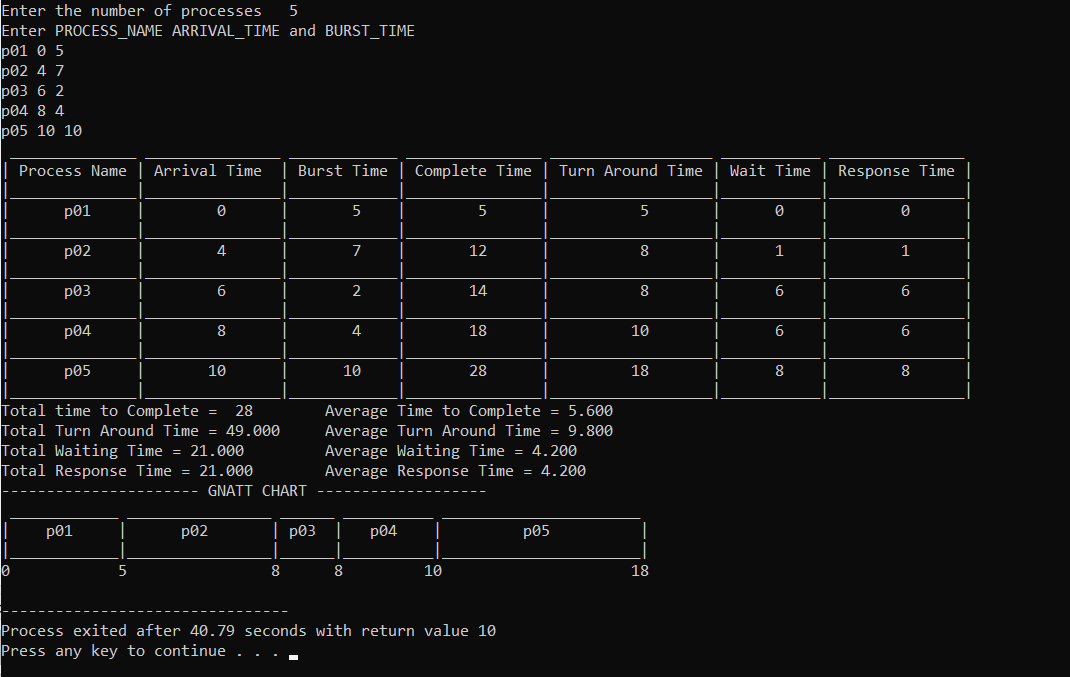 Enter the number of processes   5
Enter PROCESS_NAME ARRIVAL_TIME and BURST_TIME
p01 0 5
p02 4 7
p03 6 2
p04 8 4
p05 10 10
| Process Name | Arrival Time | Burst Time | Complete Time | Turn Around Time | Wait Time | Response Time |
| p01 | 0 | 5 | 5 | 5 | 0 | 0 |
| p02 | 4 | 7 | 12 | 8 | 1 | 1 |
| p03 | 6 | 2 | 14 | 8 | 6 | 6 |
| p04 | 8 | 4 | 18 | 10 | 6 | 6 |
| p05 | 10 | 10 | 28 | 18 | 8 | 8 |
Total time to Complete =  28        Average Time to Complete = 5.600
Total Turn Around Time = 49.000     Average Turn Around Time = 9.800
Total Waiting Time = 21.000         Average Waiting Time = 4.200
Total Response Time = 21.000        Average Response Time = 4.200
---------------------- GNATT CHART -------------------
| p01 | p02 | p03 | p04 | p05 |
0 5 8 8 10 18
--------------------------------
Process exited after 40.79 seconds with return value 10
Press any key to continue . . .